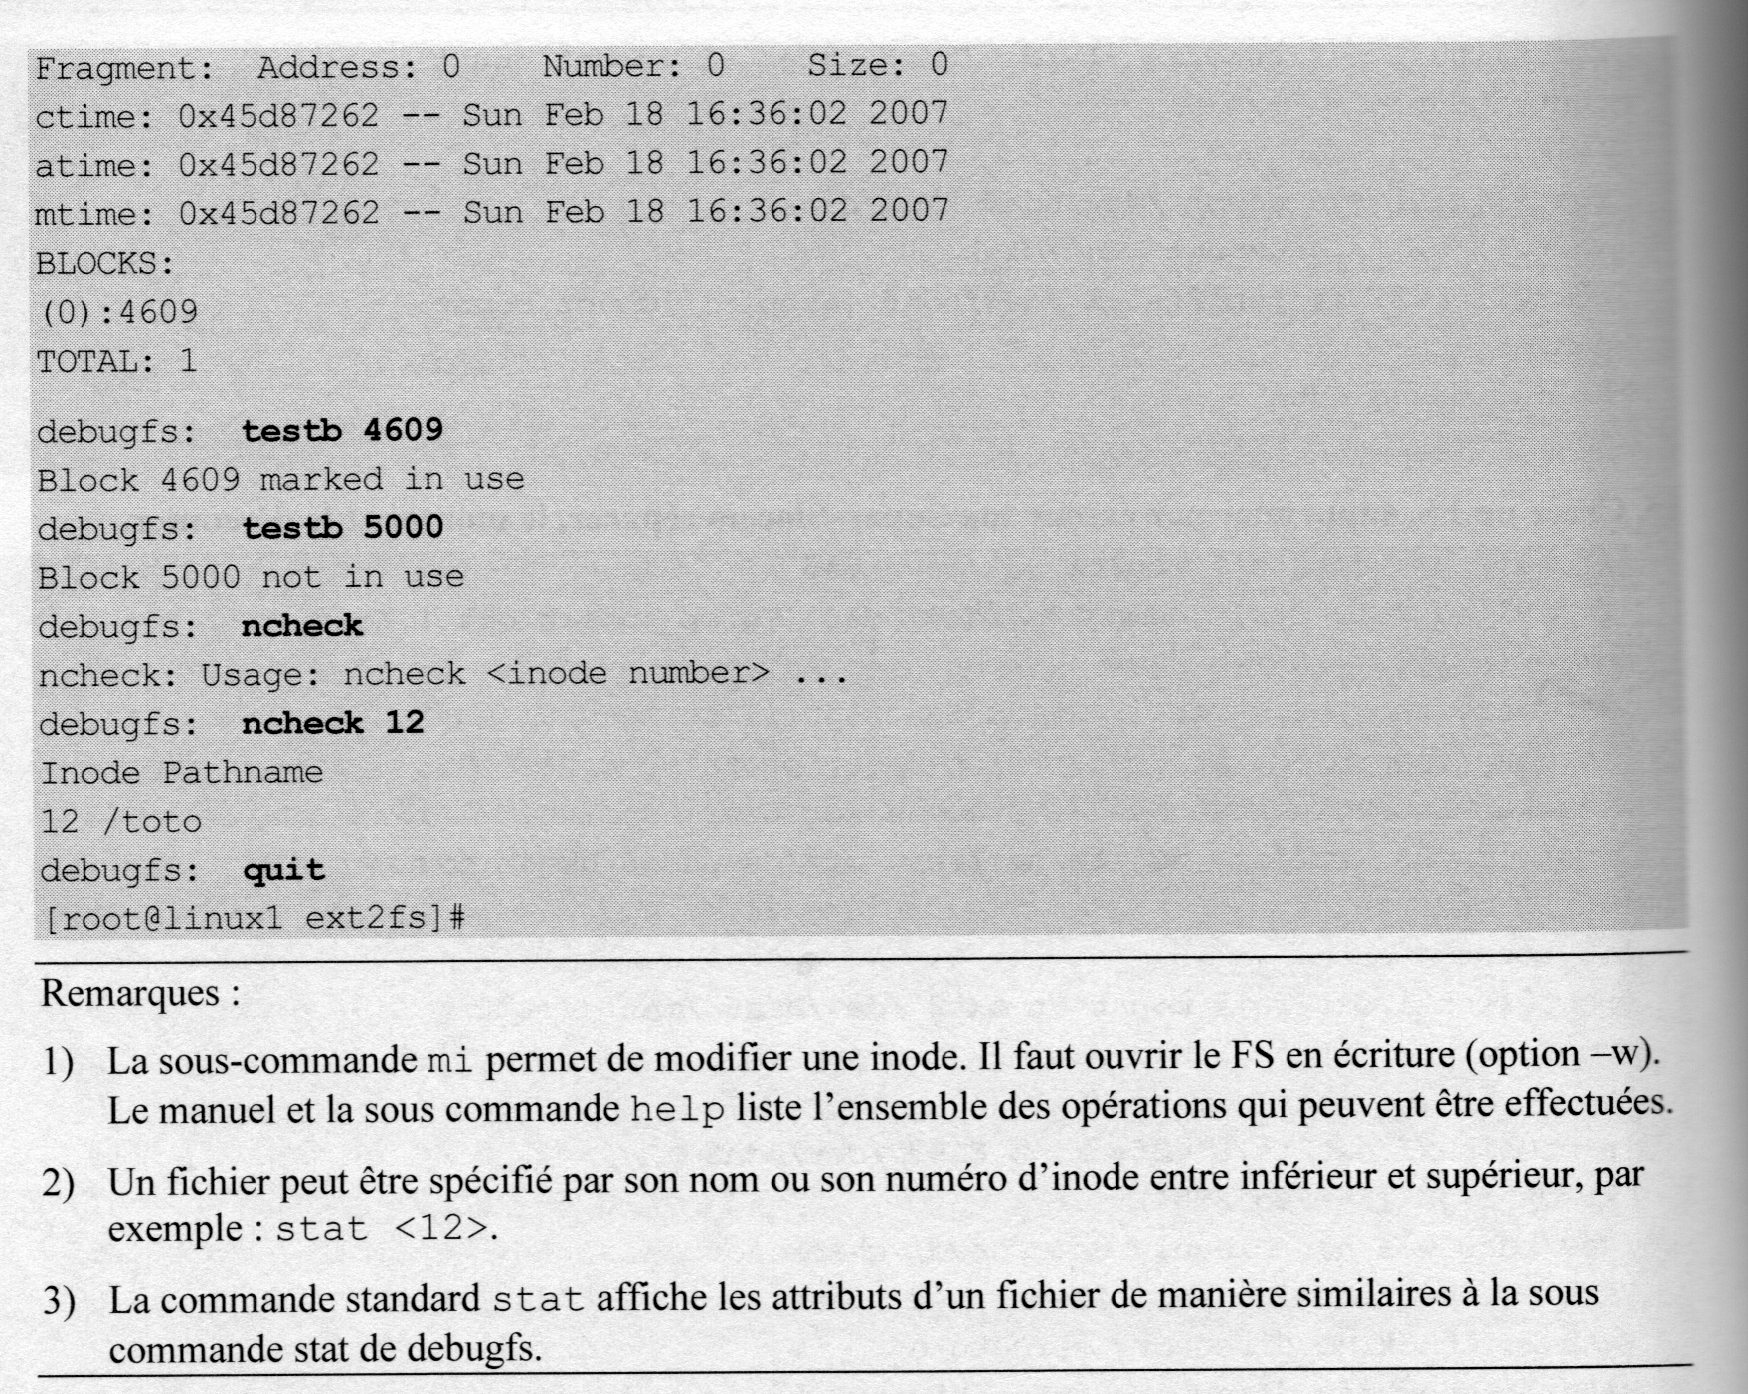 Fragment:  Address: 0    Number: 0    Size: 0
ctime: 0x45d87262 -- Sun Feb 18 16:36:02 2007
atime: 0x45d87262 -- Sun Feb 18 16:36:02 2007
mtime: 0x45d87262 -- Sun Feb 18 16:36:02 2007
BLOCKS:
(0):4609
TOTAL: 1
debugfs:  testb 4609
Block 4609 marked in use
debugfs:  testb 5000
Block 5000 not in use
debugfs:  ncheck
ncheck: Usage: ncheck <inode number> ...
debugfs:  ncheck 12
Inode Pathname
12 /toto
debugfs:  quit
[root@linux1 ext2fs]#
Remarques :
1) La sous-commande mi permet de modifier une inode. Il faut ouvrir le FS en écriture (option –w).
Le manuel et la sous commande help liste l’ensemble des opérations qui peuvent être effectuées.
2) Un fichier peut être spécifié par son nom ou son numéro d’inode entre inférieur et supérieur, par
exemple : stat <12>.
3) La commande standard stat affiche les attributs d’un fichier de manière similaires à la sous
commande stat de debugfs.